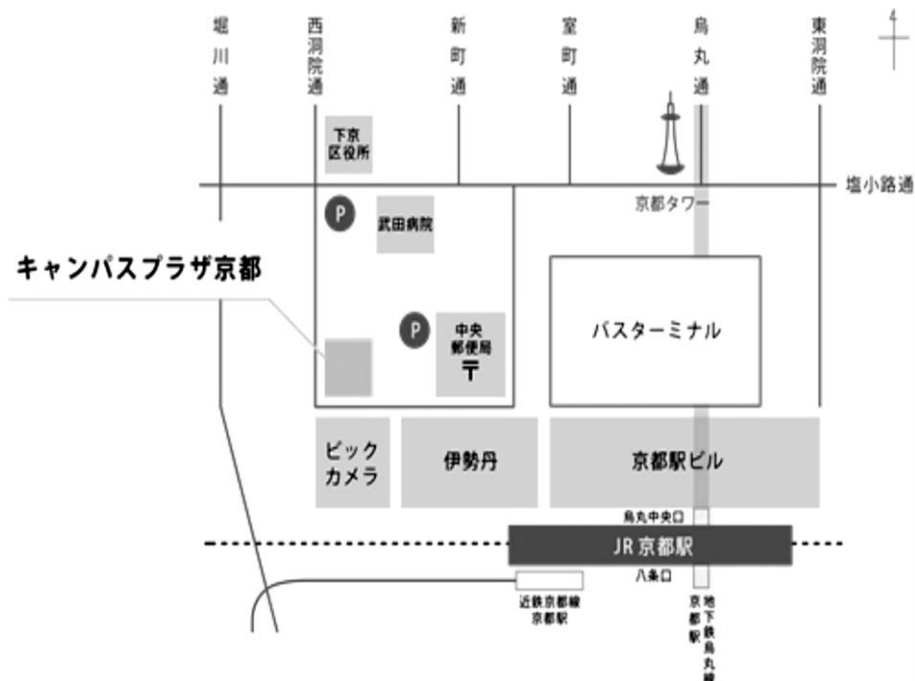 堀川通
西洞院通
新町通
室町通
烏丸通
東洞院通
4
下京
区役所
塩小路通
P
武田病院
京都タワー
キャンパスプラザ京都
P
中央
郵便局
〒
バスターミナル
ビック
カメラ
伊勢丹
京都駅ビル
烏丸中央口
JR 京都駅
八条口
近鉄京都線
京都駅
地下鉄烏丸線
京都駅